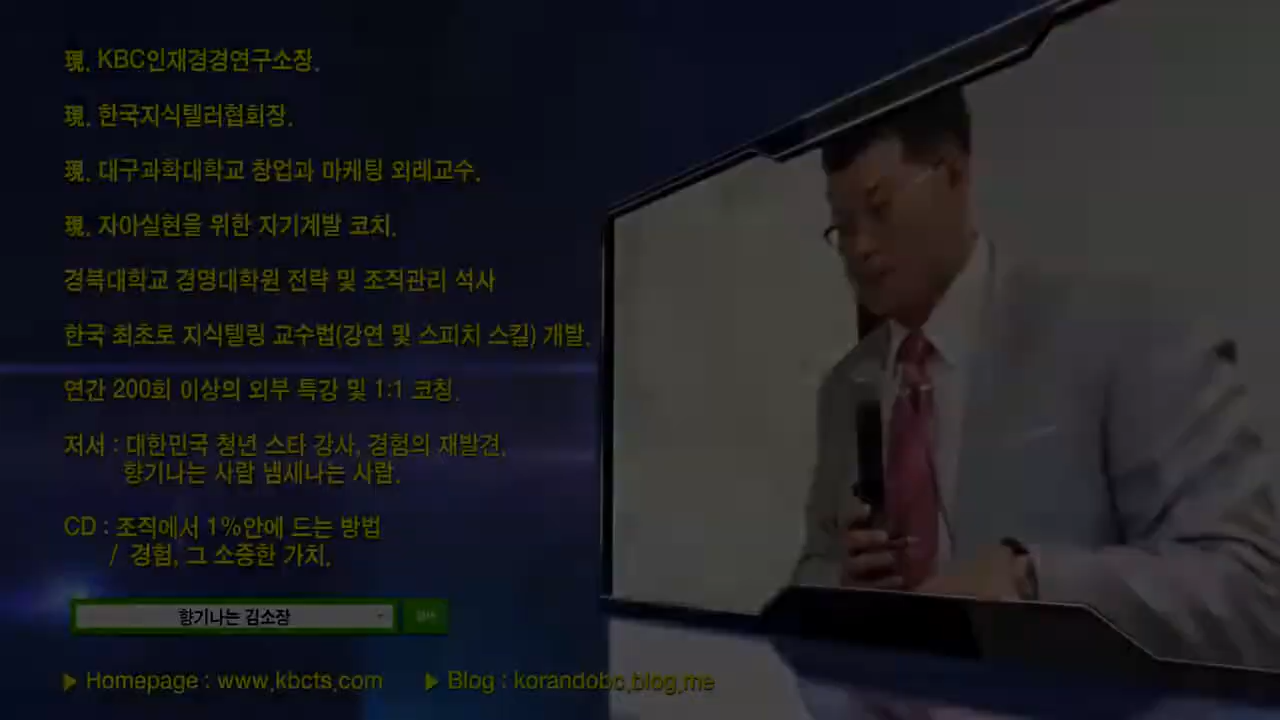 現. KBC인재경경연구소장.
現. 한국지식텔러협회장.
現. 대구과학대학교 창업과 마케팅 외래교수.
現. 자아실현을 위한 자기계발 코치.
경북대학교 경영대학원 전략 및 조직관리 석사
한국 최초로 지식텔링 교수법(강연 및 스피치 스킬) 개발.
연간 200회 이상의 외부 특강 및 1:1 코칭.
저서 : 대한민국 청년 스타 강사, 경험의 재발견,
향기나는 사람 냄새나는 사람.
CD : 조직에서 1%안에 드는 방법
/ 경험, 그 소중한 가치.
향기나는 김소장
▶ Homepage : www.kbcts.com ▶ Blog : korandobc.blog.me